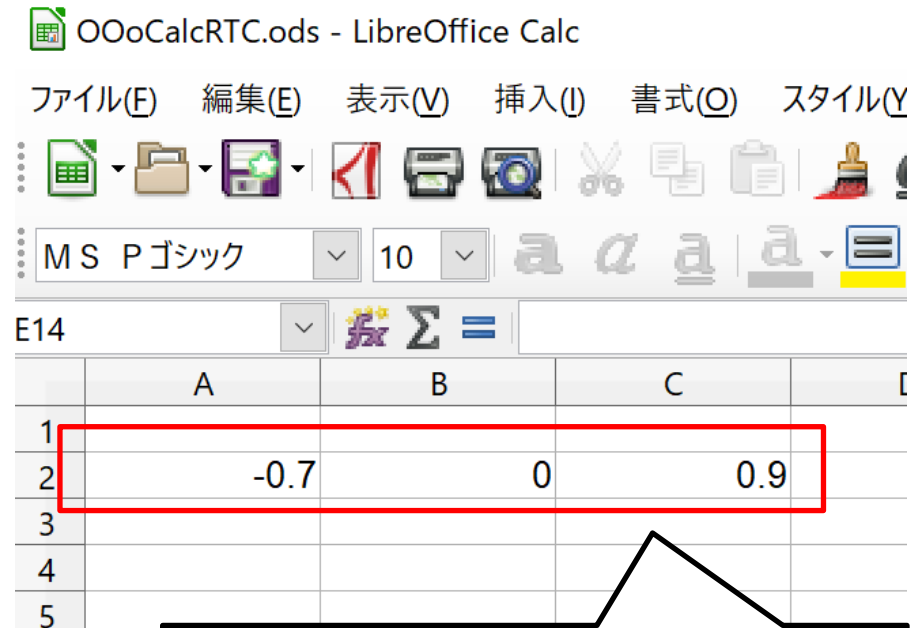 OOoCalcRTC.ods - LibreOffice Calc
ファイル(F) 編集(E) 表示(V) 挿入(I) 書式(O) スタイル(Y
ＭＳ Ｐゴシック 10 a a a a
E14 fx Σ =
A B C
1
2 -0.7 0 0.9
3
4
5